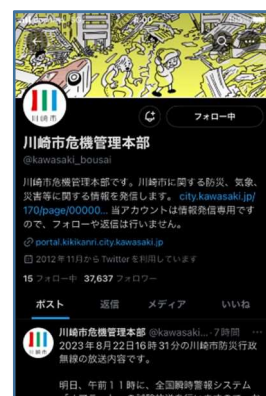 4:00
川崎市
フォロー中
川崎市危機管理本部
@kawasaki_bousai
川崎市危機管理本部です。川崎市に関する防災、気象、
災害等に関する情報を発信します。 city.kawasaki.jp/
170/page/00000... 当アカウントは情報発信専用です
ので、フォローや返信は行いません。
portal.kikikanri.city.kawasaki.jp
2012年11月からTwitterを利用しています
15 フォロー中 37,637 フォロワー
ポスト 返信 メディア いいね
川崎市危機管理本部 @kawasaki... · 7時間 ···
2023年8月22日16時31分の川崎市防災行政
無線の放送内容です。
明日、午前11時に、全国瞬時警報システム